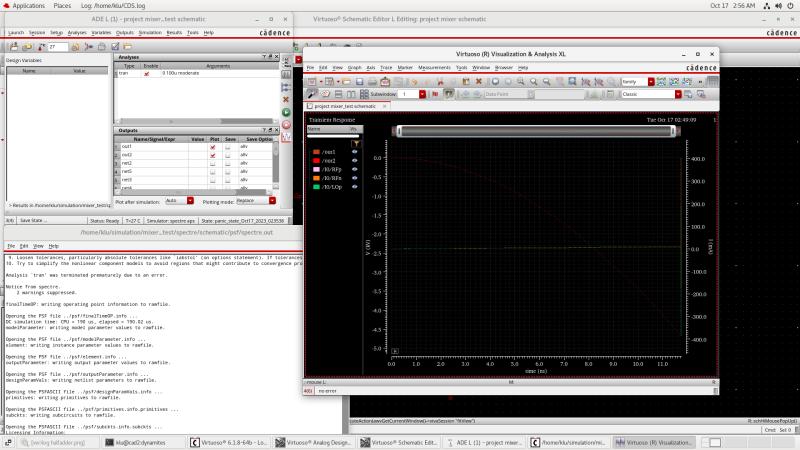 Applications Places Log: /home/klu/CDS.log Oct 17 2:56 AM
ADE L (1) - project mixer_test schematic
Virtuoso® Schematic Editor L Editing: project mixer schematic
Launch Session Setup Analyses Variables Outputs Simulation Results Tools Help cādence
27
Design Variables
Name Value
Analyses
Type Enable Arguments
1 tran 0 100u moderate
Outputs
Name/Signal/Expr Value Plot Save Save Optio
1 out1 allv
2 out2 allv
3 net2 allv
4 net5 allv
5 net3 allv
> Results in /home/klu/simulation/mixer_test/s
Plot after simulation: Auto Plotting mode: Replace
Save State ... Status: Ready T=27 C Simulator: spectre aps State: panic_state_Oct17_2023_023536
/home/klu/simulation/mixer_test/spectre/schematic/psf/spectre.out
File Edit View Help cādence
9. Loosen tolerances, particularly absolute tolerances like `iabstol' (on options statement). If tolerances
10. Try to simplify the nonlinear component models to avoid regions that might contribute to convergence pro
Analysis `tran' was terminated prematurely due to an error.
Notice from spectre.
2 warnings suppressed.
finalTimeOP: writing operating point information to rawfile.
Opening the PSF file ../psf/finalTimeOP.info ...
DC simulation time: CPU = 190 us, elapsed = 190.02 us.
modelParameter: writing model parameter values to rawfile.
Opening the PSF file ../psf/modelParameter.info ...
element: writing instance parameter values to rawfile.
Opening the PSF file ../psf/element.info ...
outputParameter: writing output parameter values to rawfile.
Opening the PSF file ../psf/outputParameter.info ...
designParamVals: writing netlist parameters to rawfile.
Opening the PSFASCII file ../psf/designParamVals.info ...
primitives: writing primitives to rawfile.
Opening the PSFASCII file ../psf/primitives.info.primitives ...
subckts: writing subcircuits to rawfile.
Opening the PSFASCII file ../psf/subckts.info.subckts ...
Licensing Information:
Virtuoso (R) Visualization & Analysis XL
File Edit View Graph Axis Trace Marker Measurements Tools Window Browser Help cādence
family
Subwindow: 1 Data Point Classic
project mixer_test schematic
Transient Response Tue Oct 17 02:49:09 1
Name Vis
/out1
/out2
/I0/RFp
/I0/RFn
/I0/LOp
V (V)
0.0
-0.5
-1.0
-1.5
-2.0
-2.5
-3.0
-3.5
-4.0
-4.5
-5.0
400.0
300.0
200.0
100.0
0.0
-100.0
-200.0
-300.0
-400.0
0.0 1.0 2.0 3.0 4.0 5.0 6.0 7.0 8.0 9.0 10.0 11.0
time (ns)
mouse L: M: R:
4(6) no error
R: schHiMousePopUp()
Cmd: Sel: 0
[verilog halfadder.png] klu@cad2:dynamites Virtuoso® 6.1.8-64b - Lo... Virtuoso® Analog Design... Virtuoso® Schematic Edit... ADE L (1) - project mixer... /home/klu/simulation/mi... Virtuoso (R) Visualization...